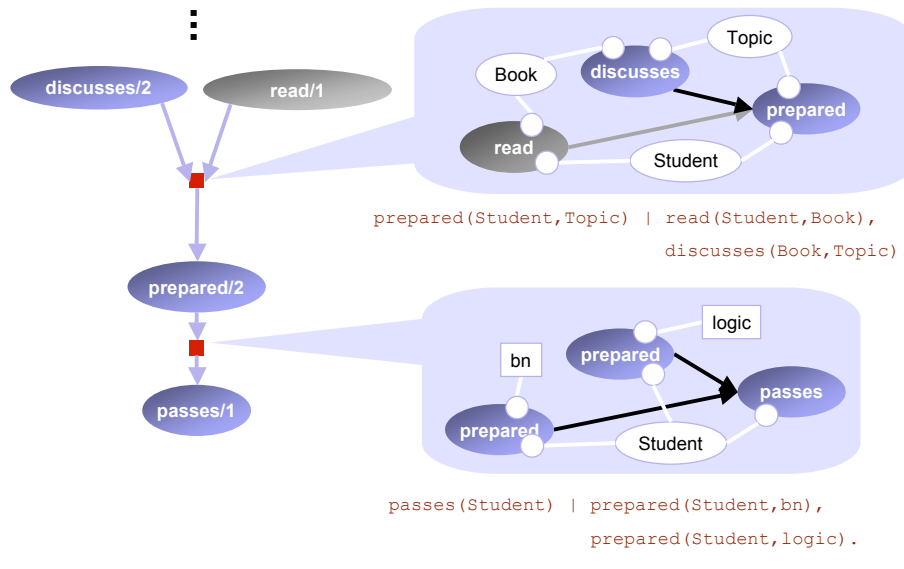 discusses/2
read/1
prepared/2
passes/1
Topic
Book
discusses
prepared
read
Student
prepared(Student,Topic) | read(Student,Book),
discusses(Book,Topic)
logic
bn
prepared
passes
prepared
Student
passes(Student) | prepared(Student,bn),
prepared(Student,logic).